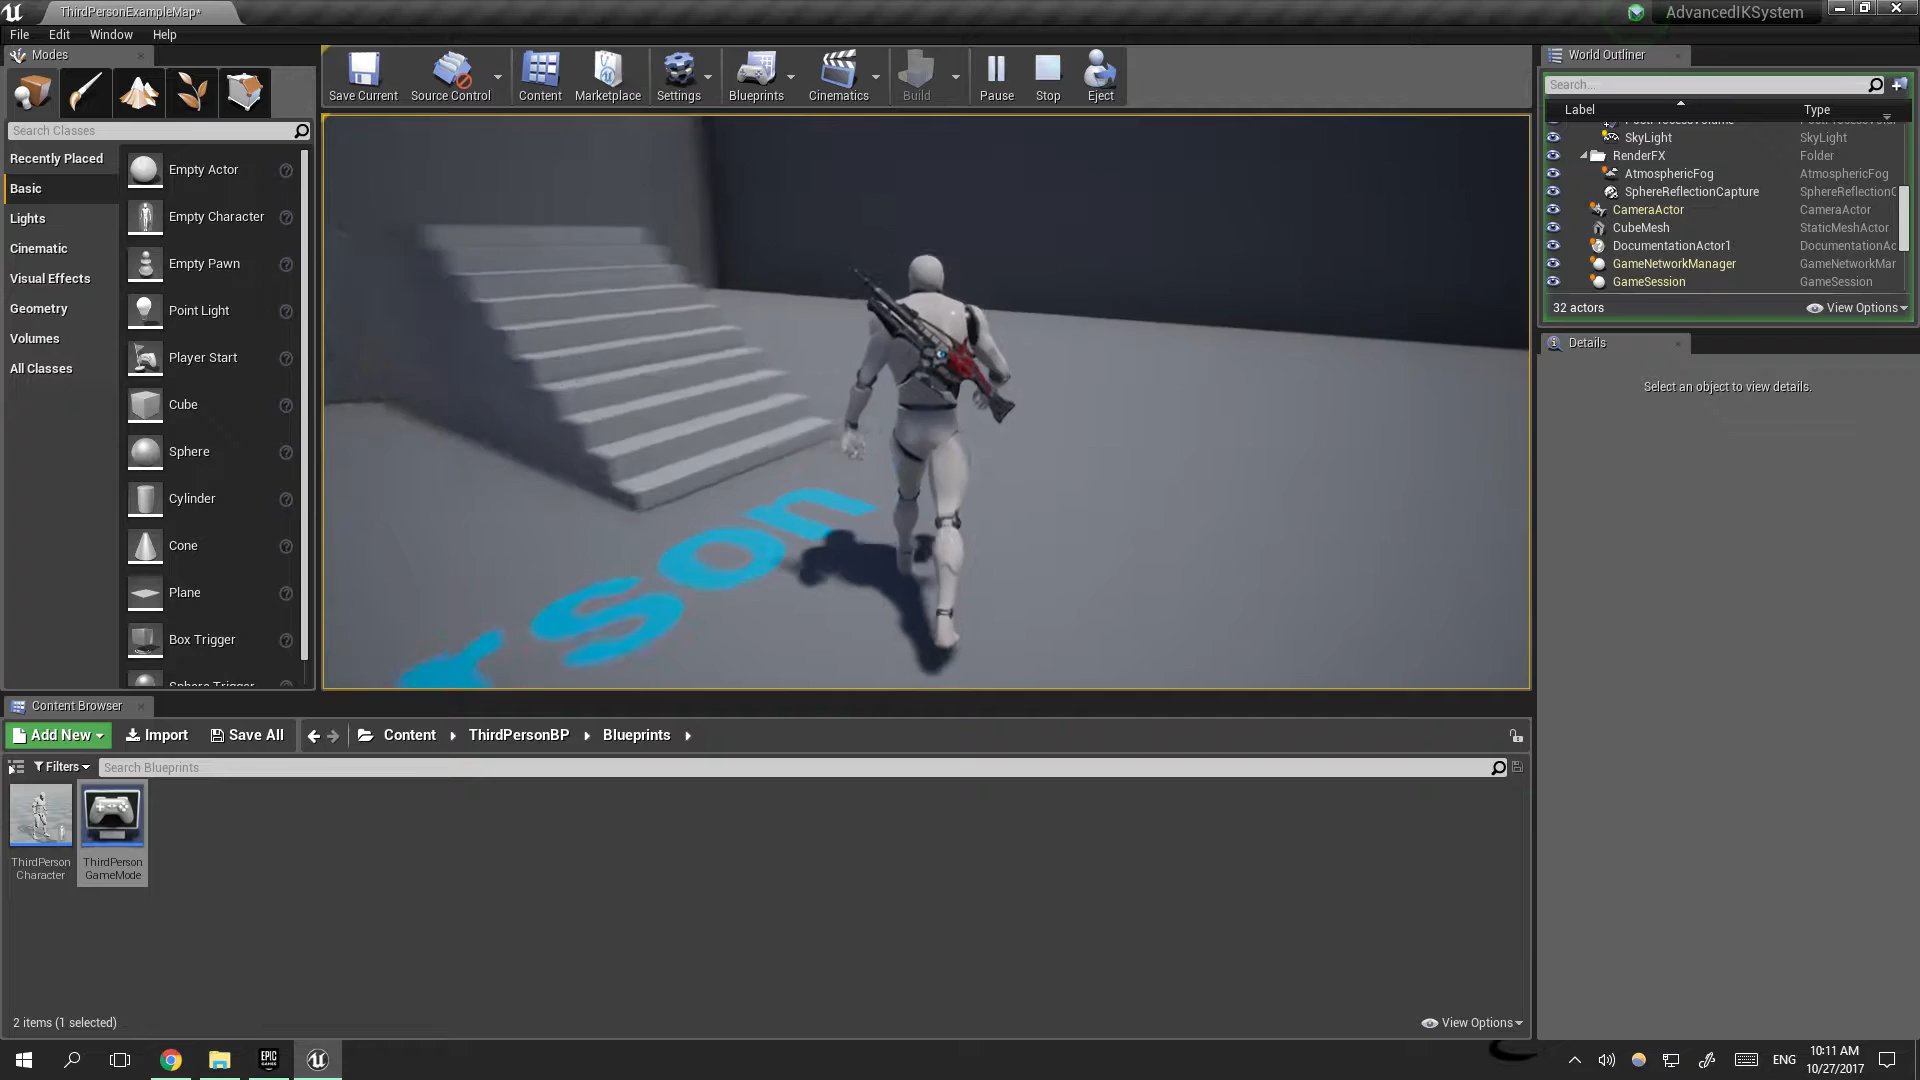 ThirdPersonExampleMap*
AdvancedIKSystem
File Edit Window Help
Modes
Save Current
Source Control
Content
Marketplace
Settings
Blueprints
Cinematics
Build
Pause
Stop
Eject
Search Classes
Recently Placed
Basic
Lights
Cinematic
Visual Effects
Geometry
Volumes
All Classes
Empty Actor
Empty Character
Empty Pawn
Point Light
Player Start
Cube
Sphere
Cylinder
Cone
Plane
Box Trigger
Sphere Trigger
rson
World Outliner
Search...
Label Type
SkyLight SkyLight
RenderFX Folder
AtmosphericFog AtmosphericFog
SphereReflectionCapture SphereReflectionC
CameraActor CameraActor
CubeMesh StaticMeshActor
DocumentationActor1 DocumentationAc
GameNetworkManager GameNetworkMar
GameSession GameSession
32 actors
View Options
Details
Select an object to view details.
Content Browser
Add New Import Save All Content ThirdPersonBP Blueprints
Filters Search Blueprints
ThirdPerson
Character
ThirdPerson
GameMode
2 items (1 selected)
View Options
EPIC
GAMES
ENG
10:11 AM
10/27/2017